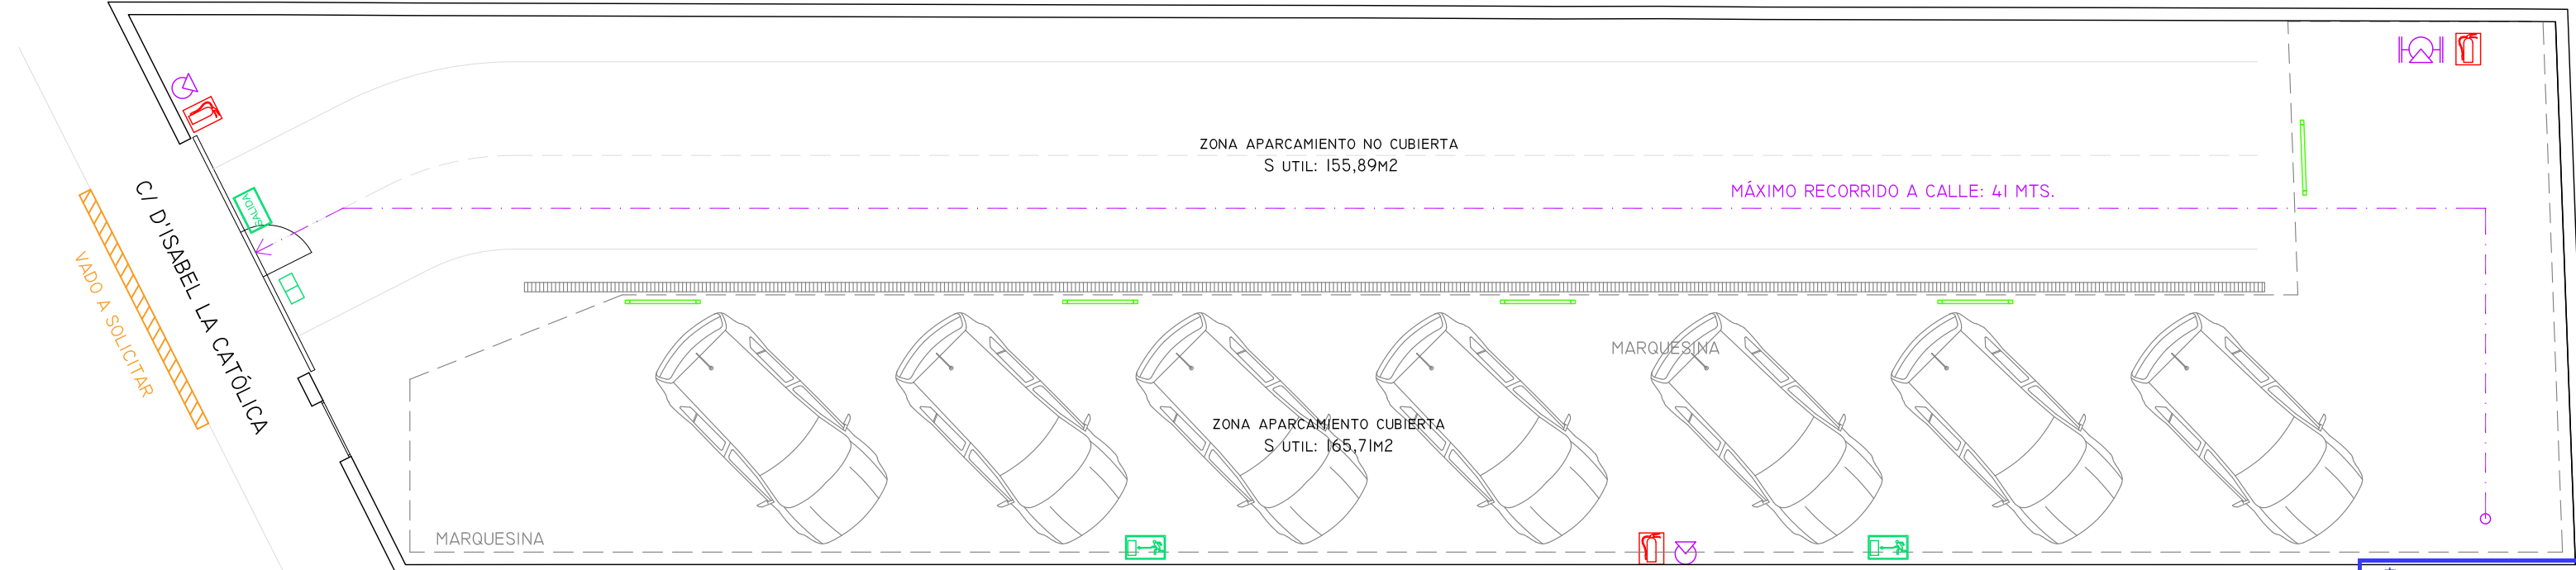 ZONA APARCAMIENTO NO CUBIERTA
S UTIL: 155,89M2
MÁXIMO RECORRIDO A CALLE: 41 MTS.
SALIDA
C/ D'ISABEL LA CATÓLICA
VADO A SOLICITAR
MARQUESINA
ZONA APARCAMIENTO CUBIERTA
S UTIL: 165,71M2
MARQUESINA